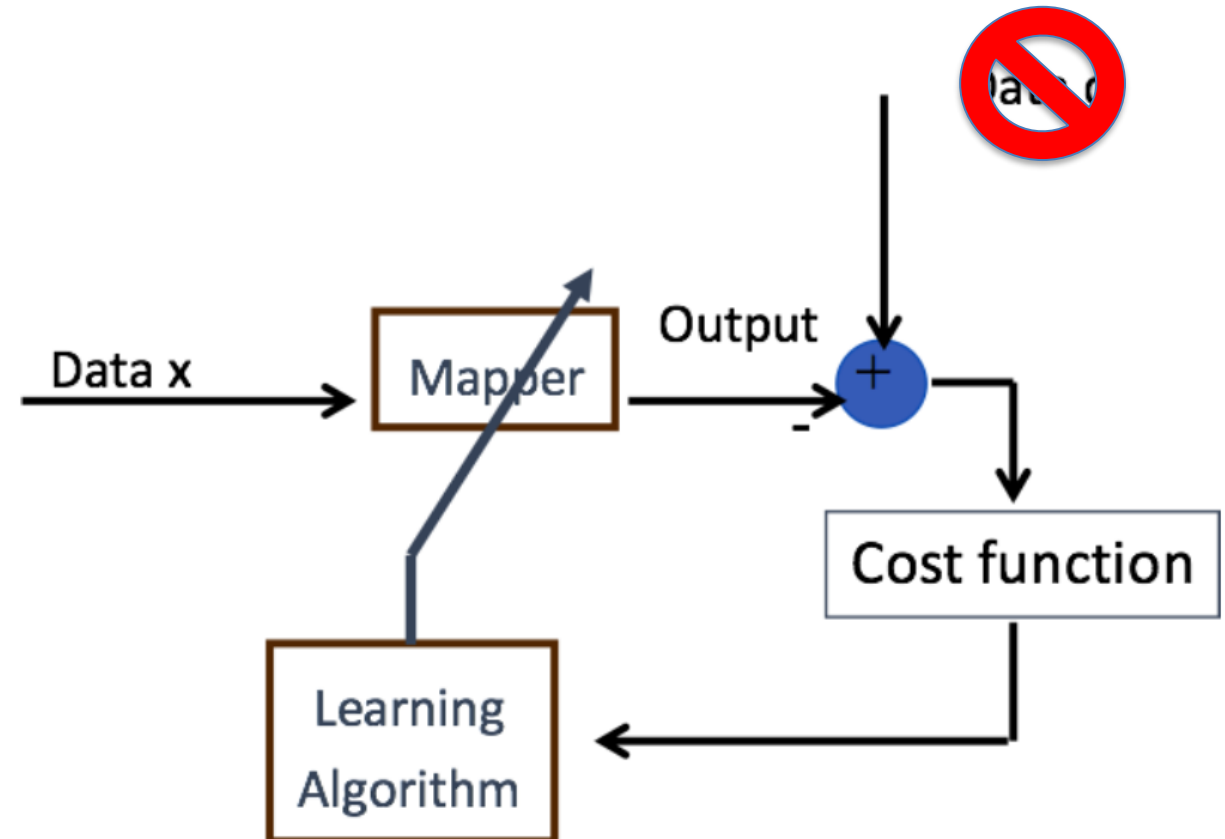 Data x
Mapper
Output
+
-
Cost function
Learning
Algorithm